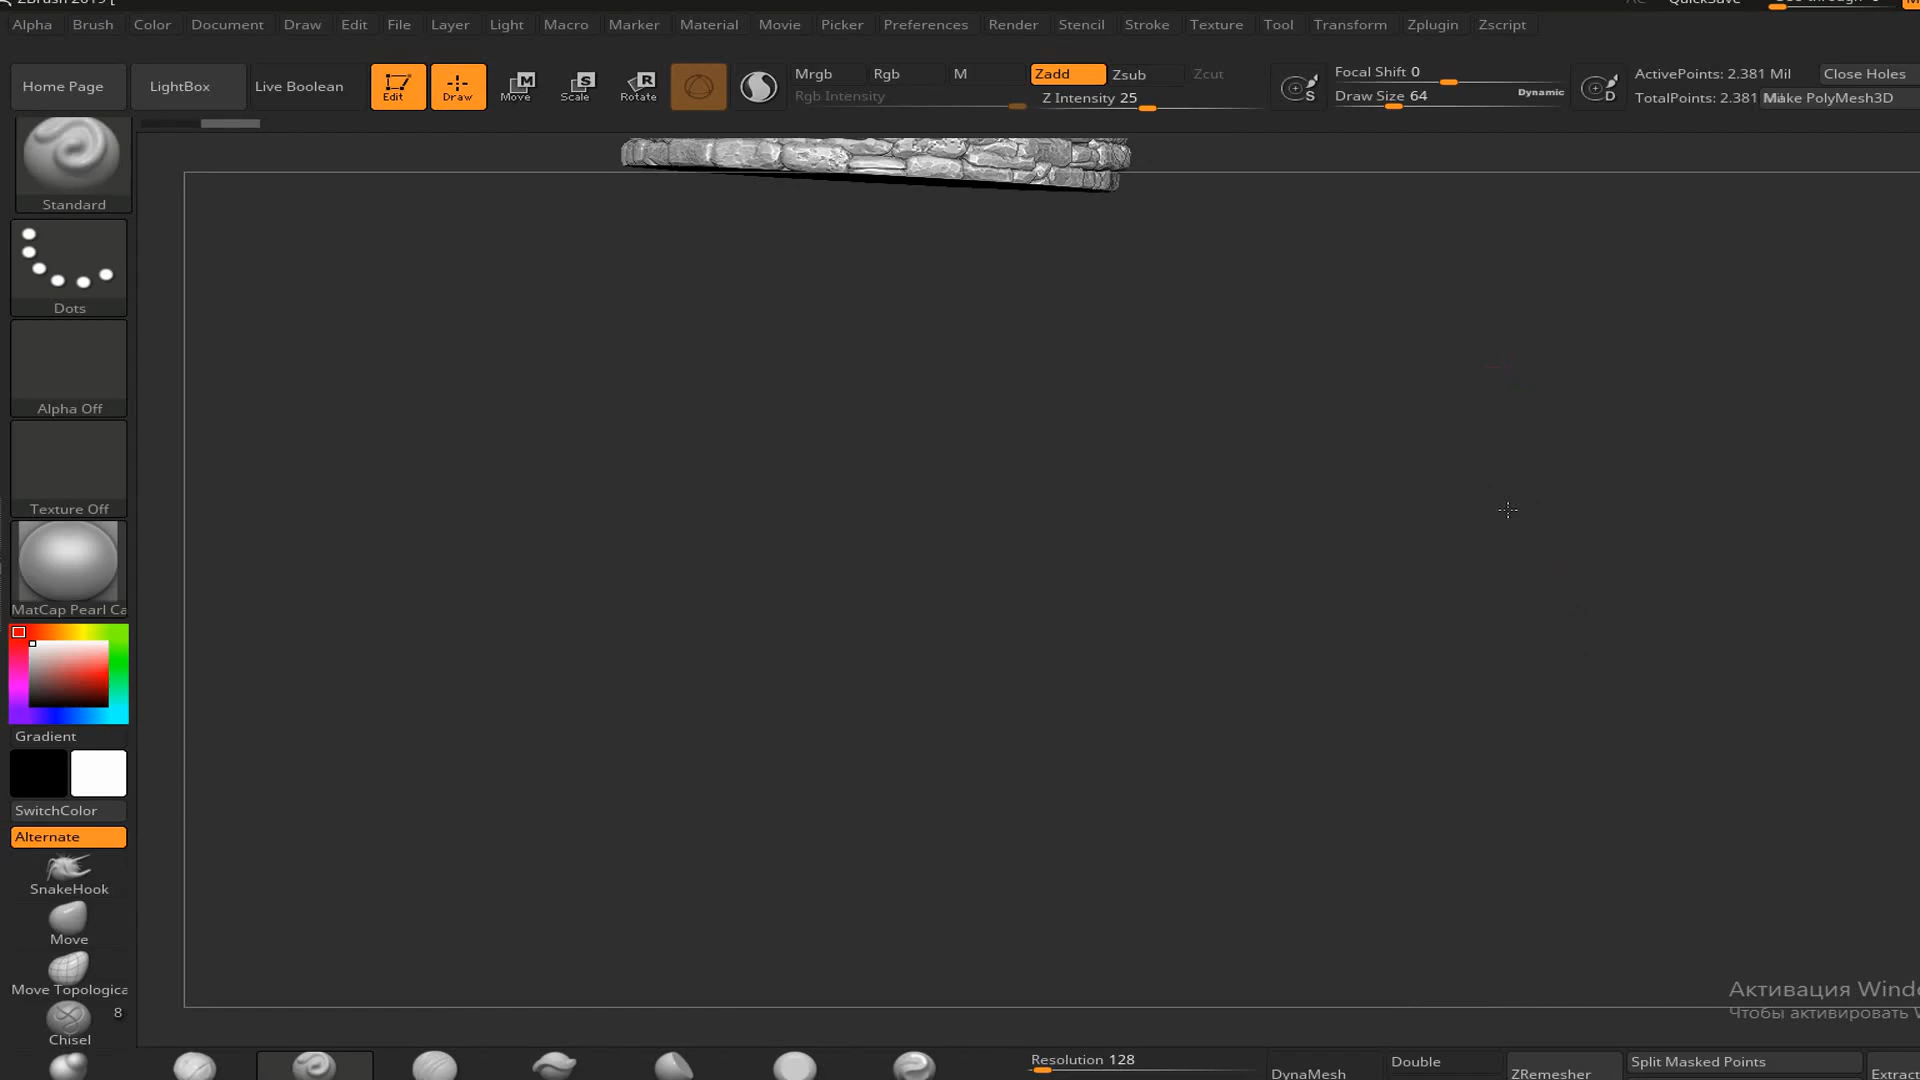 Alpha Brush Color Document Draw Edit File Layer Light Macro Marker Material Movie Picker Preferences Render Stencil Stroke Texture Tool Transform Zplugin Zscript
Home Page LightBox Live Boolean Edit Draw Move Scale Rotate
M S R
Mrgb Rgb M Zadd Zsub Zcut
Rgb Intensity Z Intensity 25
S Focal Shift 0
Draw Size 64 Dynamic D
ActivePoints: 2.381 Mil Close Holes
TotalPoints: 2.381 Make PolyMesh3D
Standard
Dots
Alpha Off
Texture Off
MatCap Pearl Ca
Gradient
SwitchColor
Alternate
SnakeHook
Move
Move Topologica
8
Chisel
Активация Windo
Чтобы активировать
Resolution 128 Double Split Masked Points
DynaMesh ZRemesher Extract